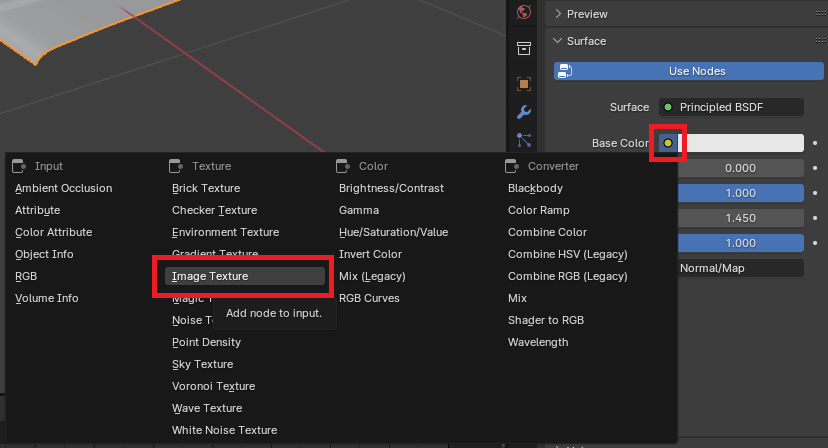 Preview
Surface
Use Nodes
Surface Principled BSDF
Base Color
0.000
1.000
1.450
1.000
Normal/Map
Input
Ambient Occlusion
Attribute
Color Attribute
Object Info
RGB
Volume Info
Texture
Brick Texture
Checker Texture
Environment Texture
Gradient Texture
Image Texture
Magic T
Noise Te
Point Density
Sky Texture
Voronoi Texture
Wave Texture
White Noise Texture
Add node to input.
Color
Brightness/Contrast
Gamma
Hue/Saturation/Value
Invert Color
Mix (Legacy)
RGB Curves
Converter
Blackbody
Color Ramp
Combine Color
Combine HSV (Legacy)
Combine RGB (Legacy)
Mix
Shader to RGB
Wavelength